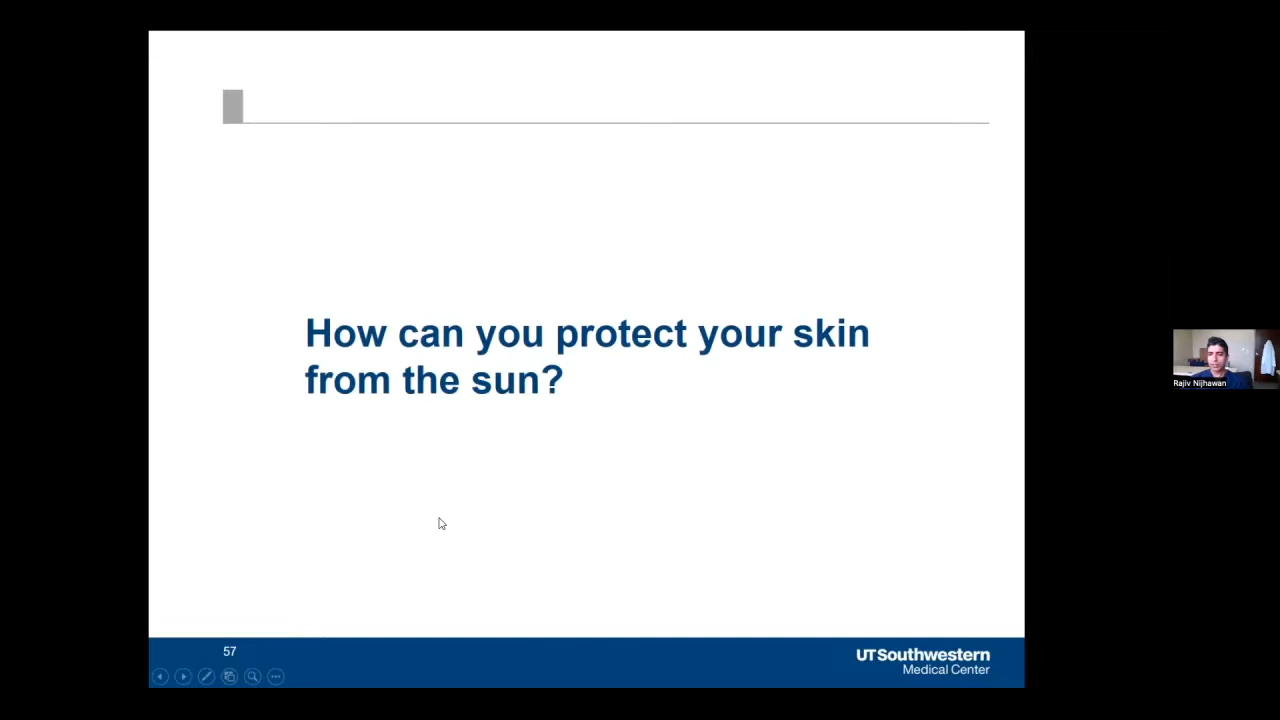 How can you protect your skin
from the sun?
Rajiv Nijhawan
57
UTSouthwestern
Medical Center